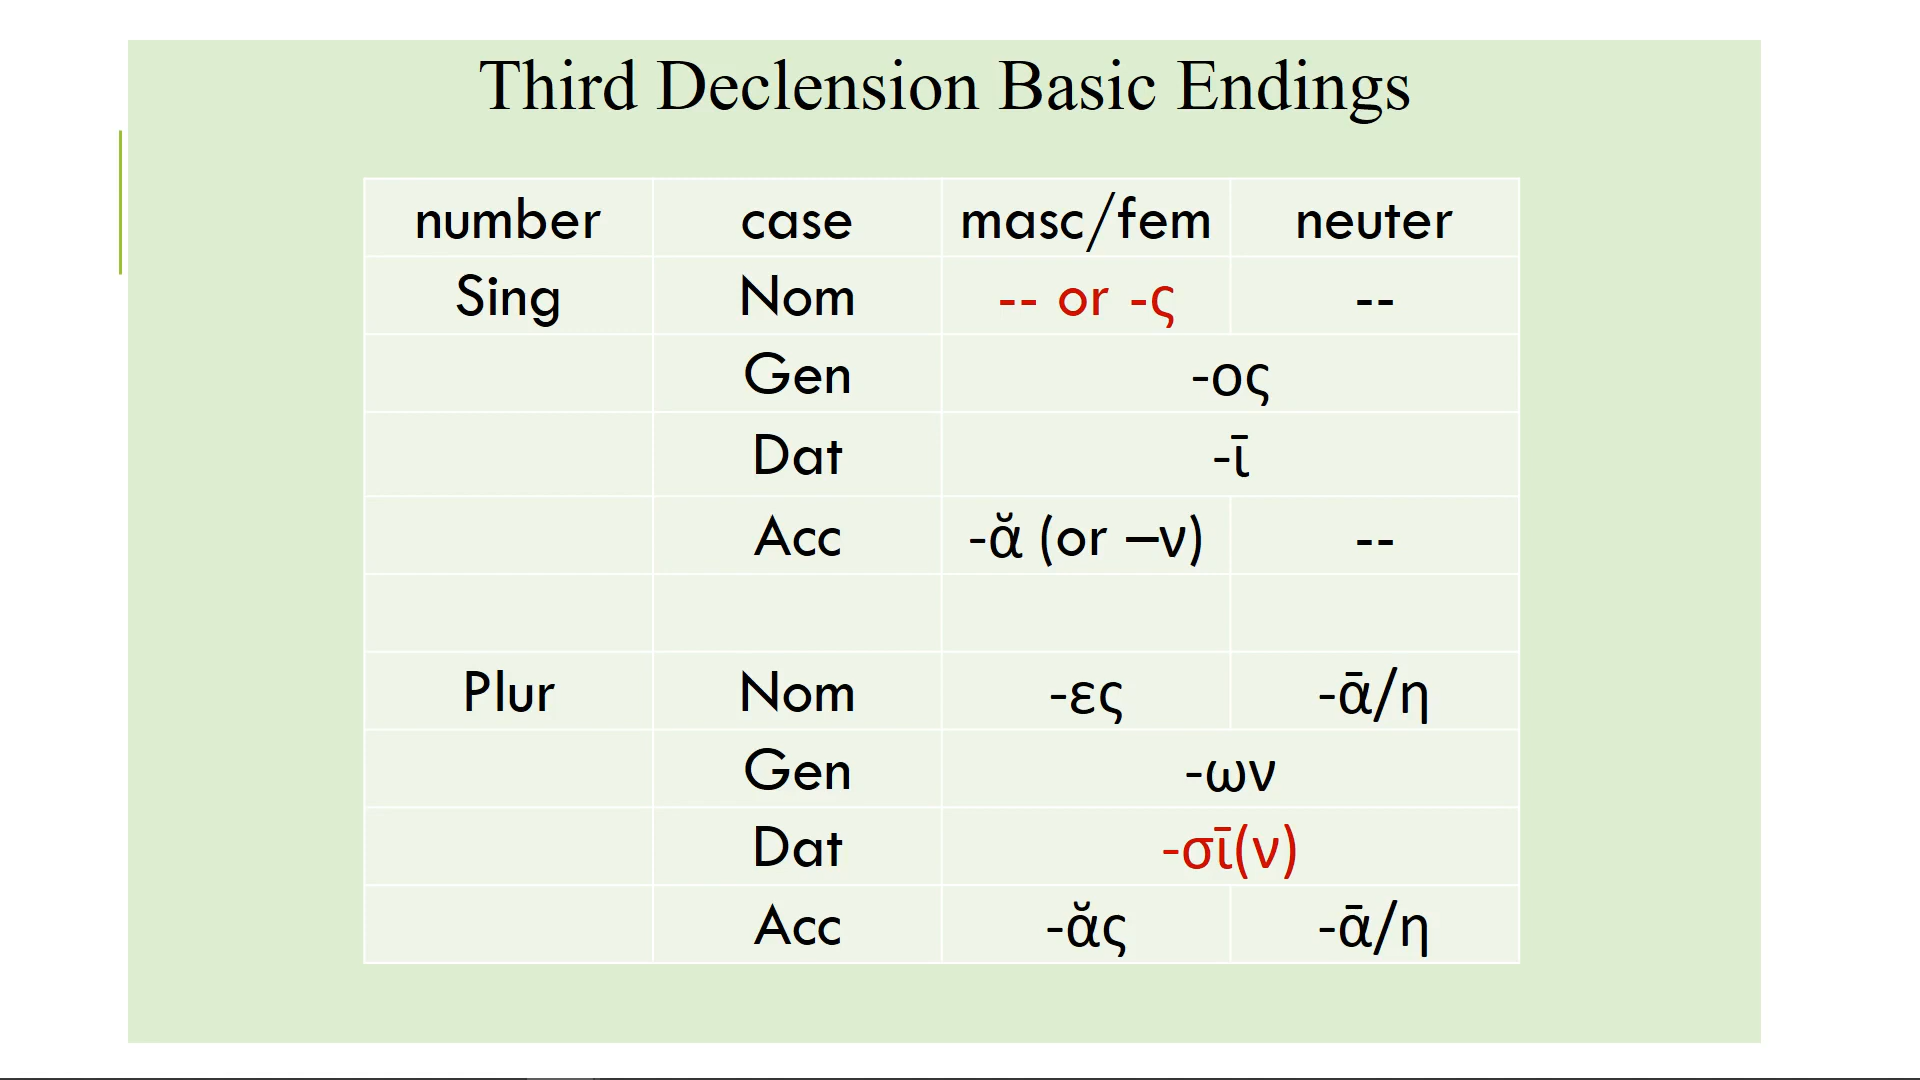 Third Declension Basic Endings
number case masc/fem neuter
Sing Nom -- or -ς --
Gen -ος
Dat -ῑ
Acc -ᾰ (or –ν) --
Plur Nom -ες -ᾱ/η
Gen -ων
Dat -σῑ(ν)
Acc -ᾰς -ᾱ/η